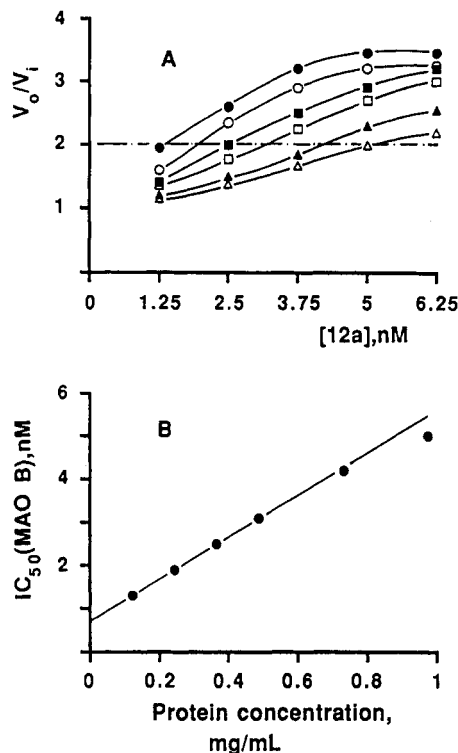 A
V₀/Vᵢ
4
3
2
1
0 1.25 2.5 3.75 5 6.25
[12a],nM
B
IC₅₀(MAO B),nM
6
4
2
0 0.2 0.4 0.6 0.8 1
Protein concentration,
mg/mL